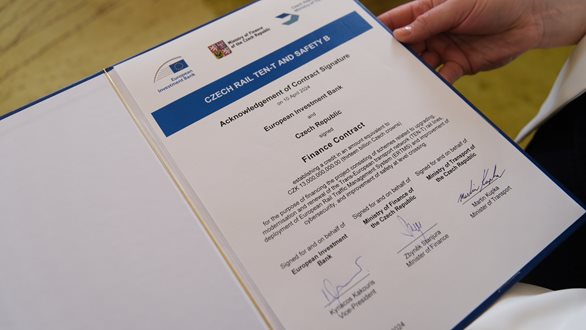 European
Investment Bank
Ministry of Finance
of the Czech Republic
Ministry of
CZECH RAIL TEN-T AND SAFETY B
Acknowledgement of Contract Signature
on 10 April 2024
European Investment Bank
and
Czech Republic
signed
Finance Contract
establishing a credit in an amount equivalent to
CZK 13,000,000,000.00 (thirteen billion Czech crowns)
for the purpose of financing the project consisting of schemes related to upgrading,
modernisation and renewal of the Trans-European transport network (TEN-T) rail lines,
deployment of European Rail Traffic Management System (ERTMS) and improvement of
cybersecurity, and improvement of safety at level crossing.
Signed for and on behalf of
European Investment
Bank
Kyriacos Kakouris
Vice-President
Signed for and on behalf of
Ministry of Finance of
the Czech Republic
Zbyněk Stanjura
Minister of Finance
Signed for and on behalf of
Ministry of Transport of
the Czech Republic
Martin Kupka
Martin Kupka
Minister of Transport
2024